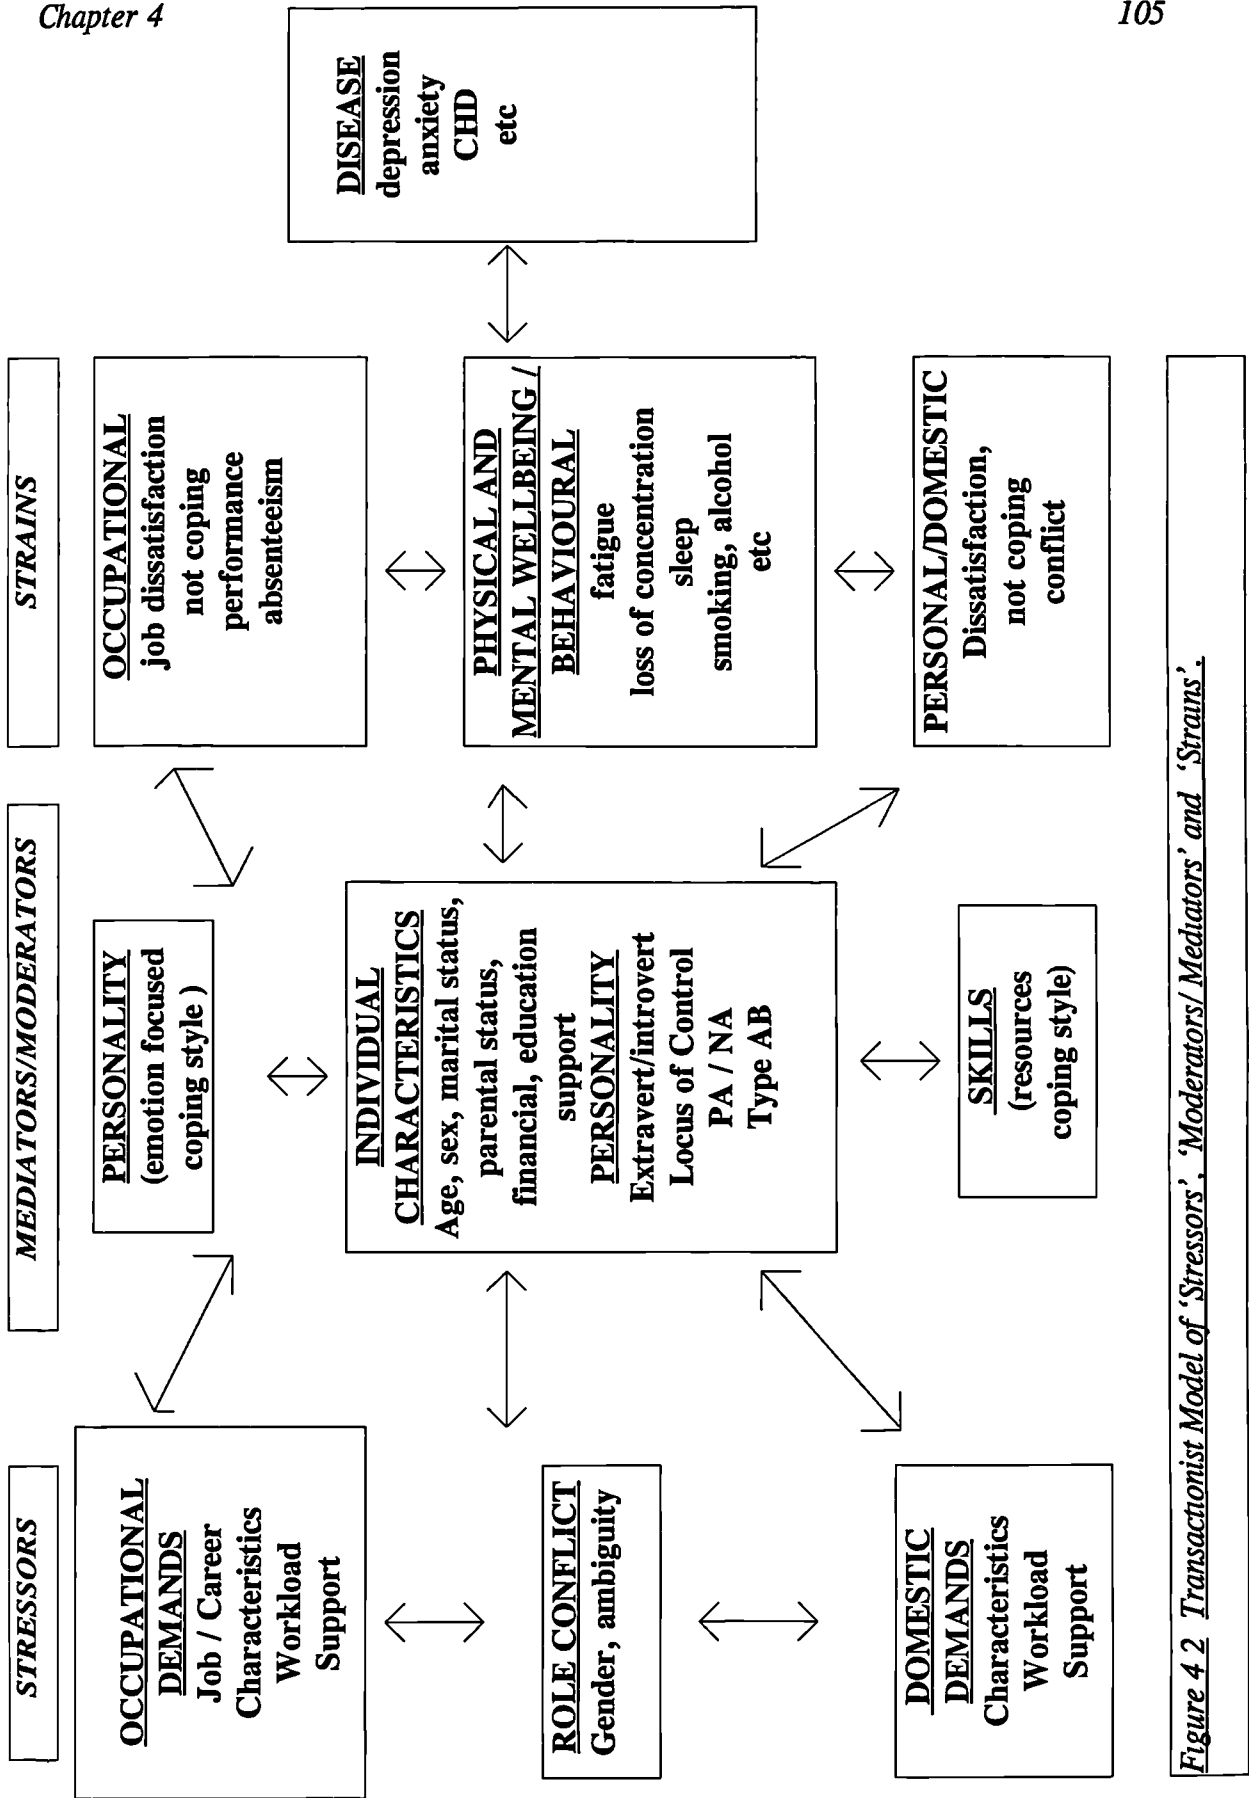 Chapter 4
105
STRESSORS
MEDIATORS/MODERATORS
STRAINS
OCCUPATIONAL
DEMANDS
Job / Career
Characteristics
Workload
Support
ROLE CONFLICT
Gender, ambiguity
DOMESTIC
DEMANDS
Characteristics
Workload
Support
PERSONALITY
(emotion focused
coping style )
INDIVIDUAL
CHARACTERISTICS
Age, sex, marital status,
parental status,
financial, education
support
PERSONALITY
Extravert/introvert
Locus of Control
PA / NA
Type AB
SKILLS
(resources
coping style)
OCCUPATIONAL
job dissatisfaction
not coping
performance
absenteeism
PHYSICAL AND
MENTAL WELLBEING /
BEHAVIOURAL
fatigue
loss of concentration
sleep
smoking, alcohol
etc
PERSONAL/DOMESTIC
Dissatisfaction,
not coping
conflict
DISEASE
depression
anxiety
CHD
etc
Figure 4 2 Transactionist Model of 'Stressors', 'Moderators/ Mediators' and 'Strains'.